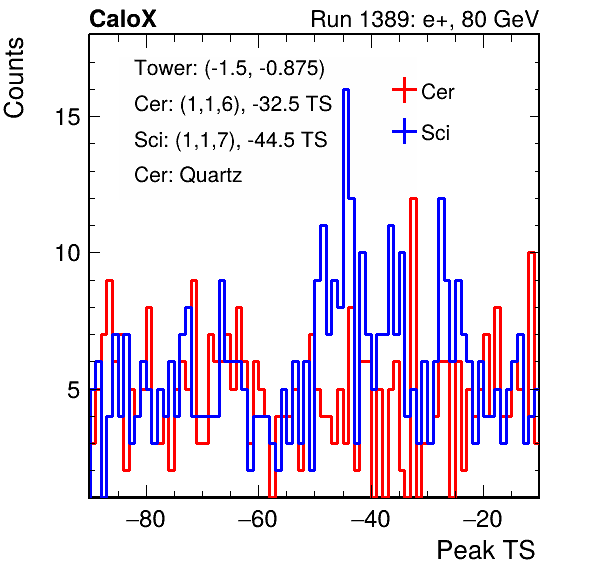 CaloX Run 1389: e+, 80 GeV
Counts
Tower: (-1.5, -0.875)
Cer: (1,1,6), -32.5 TS
Sci: (1,1,7), -44.5 TS
Cer: Quartz
Cer
Sci
15
10
5
−80 −60 −40 −20
Peak TS